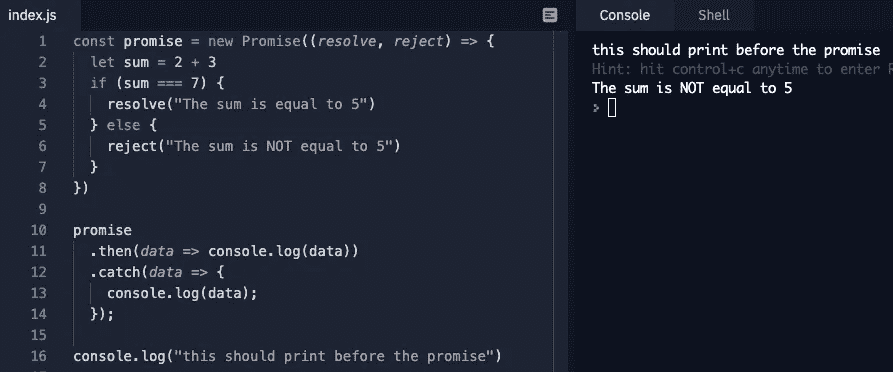 index.js
1 const promise = new Promise((resolve, reject) => {
2 let sum = 2 + 3
3 if (sum === 7) {
4 resolve("The sum is equal to 5")
5 } else {
6 reject("The sum is NOT equal to 5")
7 }
8 })
9
10 promise
11 .then(data => console.log(data))
12 .catch(data => {
13 console.log(data);
14 });
15
16 console.log("this should print before the promise")
Console Shell
this should print before the promise
Hint: hit control+c anytime to enter
The sum is NOT equal to 5
>